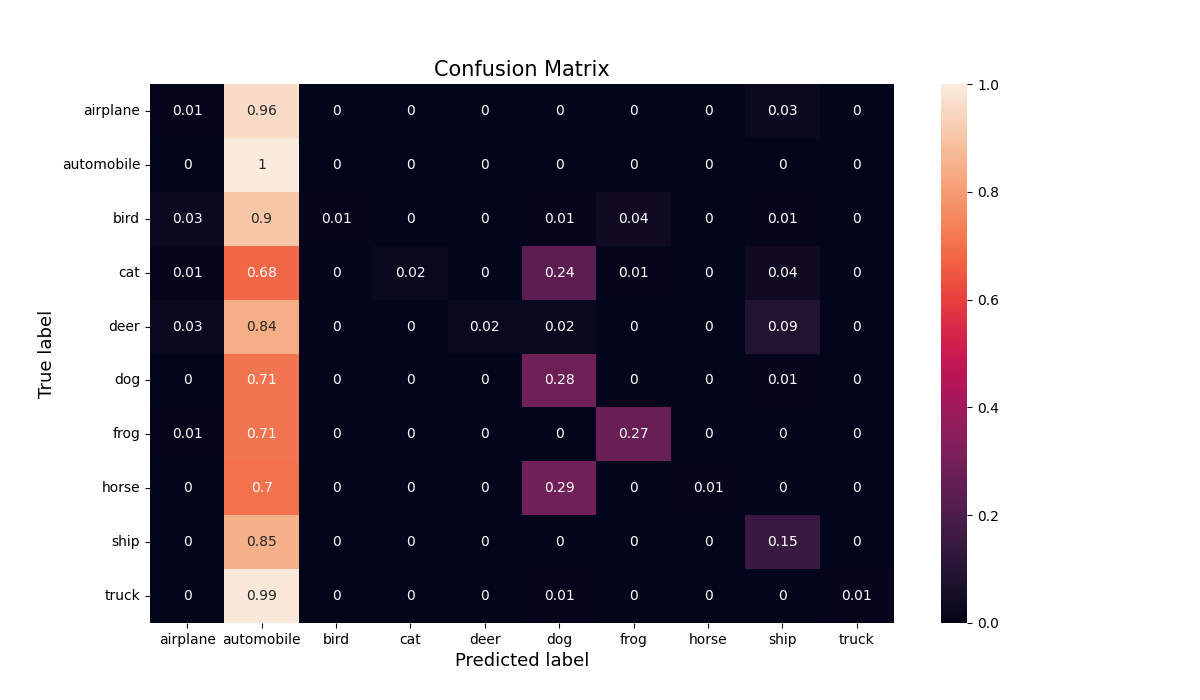 Confusion Matrix
airplane 0.01 0.96 0 0 0 0 0 0 0.03 0
automobile 0 1 0 0 0 0 0 0 0 0
bird 0.03 0.9 0.01 0 0 0.01 0.04 0 0.01 0
cat 0.01 0.68 0 0.02 0 0.24 0.01 0 0.04 0
deer 0.03 0.84 0 0 0.02 0.02 0 0 0.09 0
dog 0 0.71 0 0 0 0.28 0 0 0.01 0
frog 0.01 0.71 0 0 0 0 0.27 0 0 0
horse 0 0.7 0 0 0 0.29 0 0.01 0 0
ship 0 0.85 0 0 0 0 0 0 0.15 0
truck 0 0.99 0 0 0 0.01 0 0 0 0.01
airplane automobile bird cat deer dog frog horse ship truck
Predicted label
True label
1.0
0.8
0.6
0.4
0.2
0.0